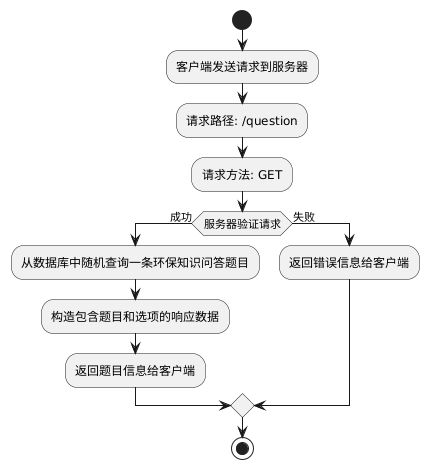 客户端发送请求到服务器
请求路径: /question
请求方法: GET
成功
服务器验证请求
失败
从数据库中随机查询一条环保知识问答题目
返回错误信息给客户端
构造包含题目和选项的响应数据
返回题目信息给客户端